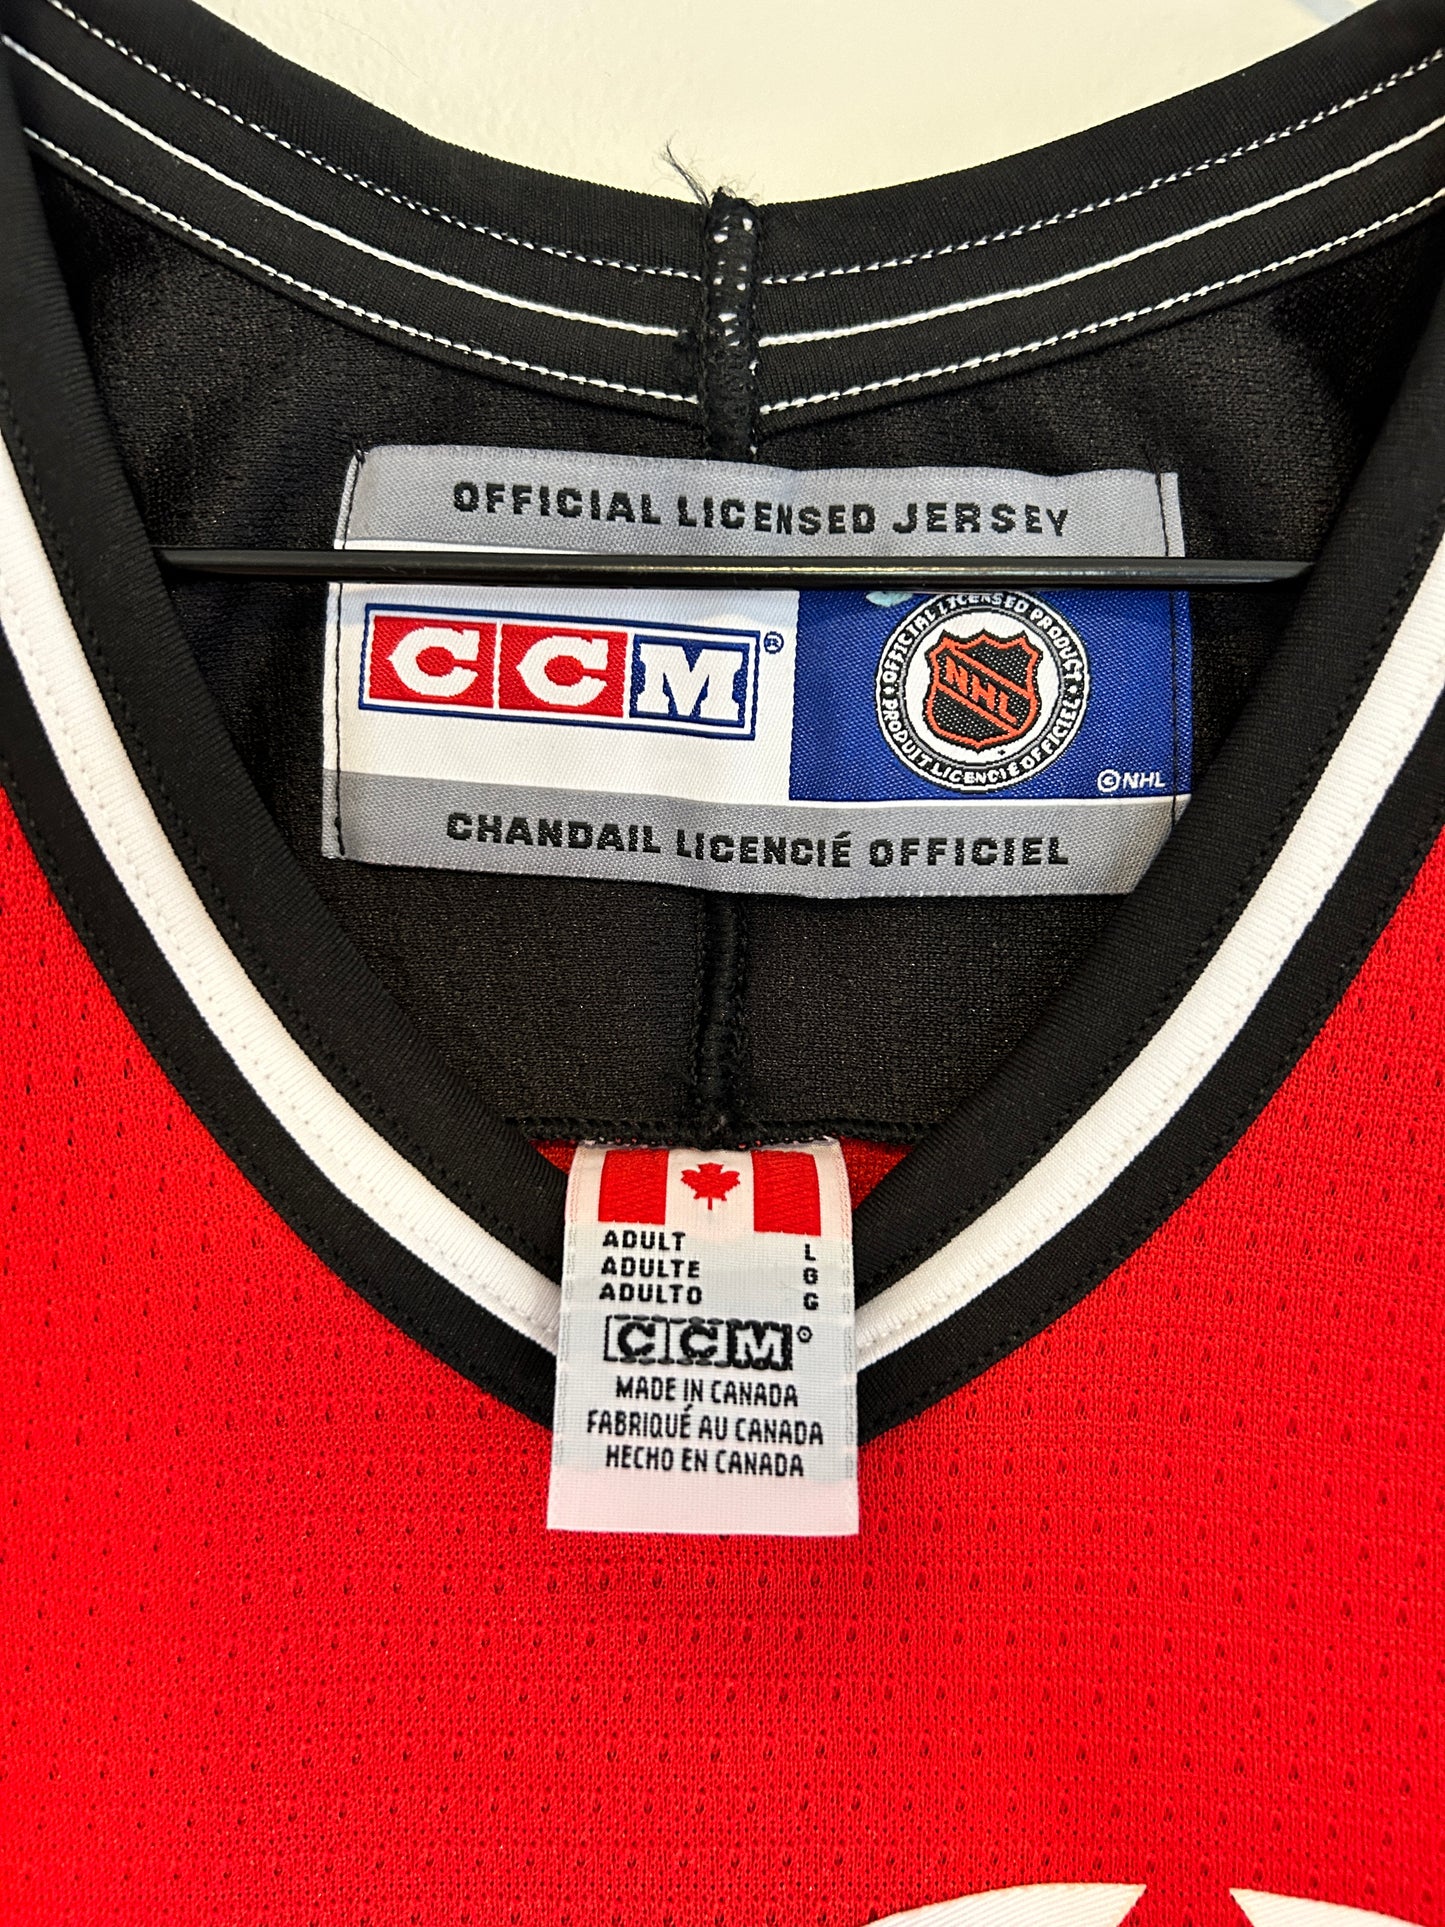 OFFICIAL LICENSED JERSEY
CCM®
OFFICIAL LICENSED PRODUCT
NHL
PRODUIT LICENCIÉ OFFICIEL
©NHL
CHANDAIL LICENCIÉ OFFICIEL
ADULT L
ADULTE G
ADULTO G
CCM®
MADE IN CANADA
FABRIQUÉ AU CANADA
HECHO EN CANADA